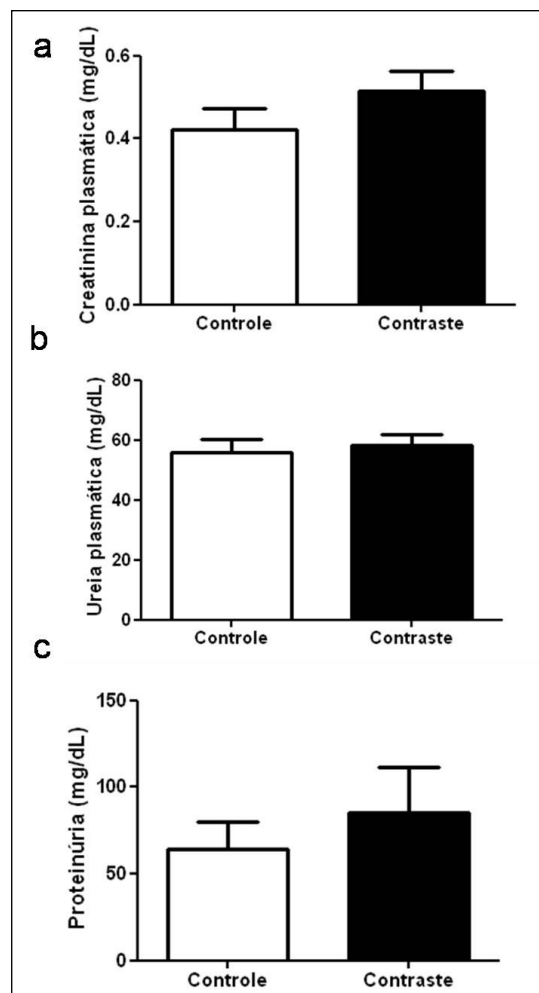 a
Creatinina plasmática (mg/dL)
0.6
0.4
0.2
0.0
Controle Contraste
b
Ureia plasmática (mg/dL)
80
60
40
20
0
Controle Contraste
c
Proteinúria (mg/dL)
150
100
50
0
Controle Contraste